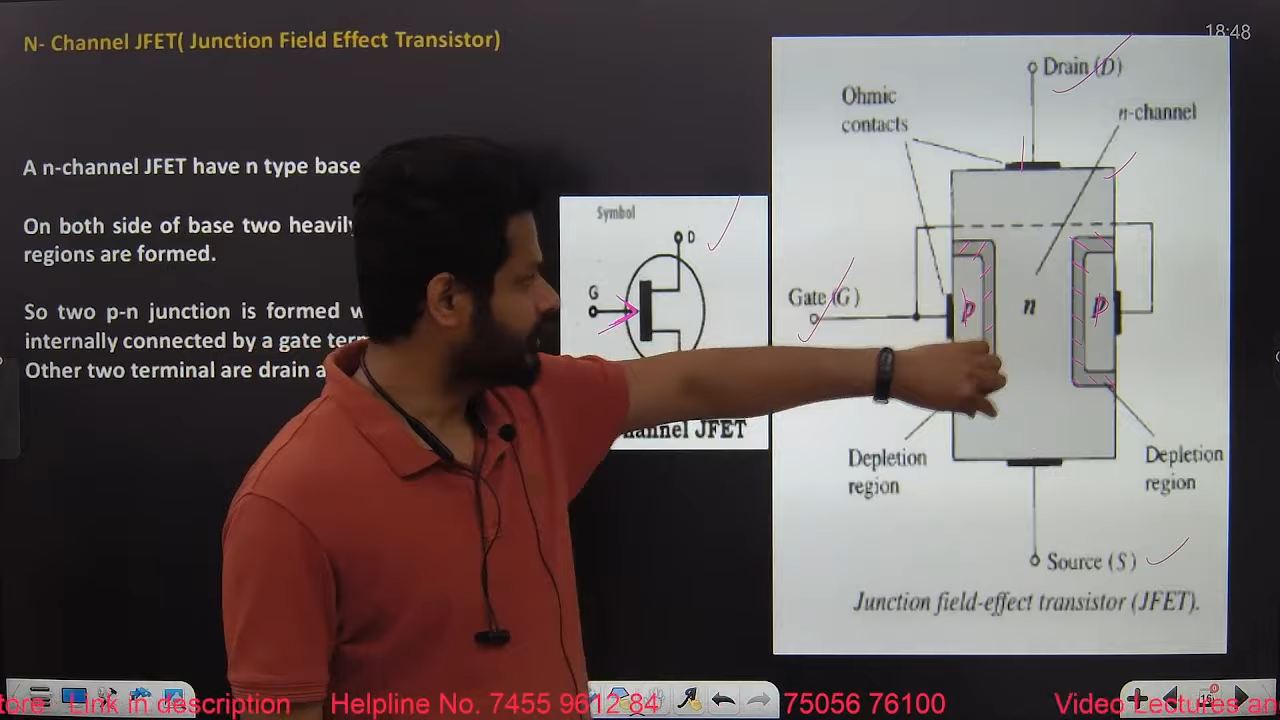 N- Channel JFET( Junction Field Effect Transistor)
18:48
A n-channel JFET have n type base
On both side of base two heavily
regions are formed.
So two p-n junction is formed
internally connected by a gate
Other two terminal are drain
Symbol
D
G
JFET
Drain (D)
Ohmic
contacts
n-channel
Gate (G)
p
n
p
Depletion
region
Depletion
region
Source (S)
Junction field-effect transistor (JFET).
Link in description
Helpline No. 7455 9612 84
75056 76100
Video Lectures